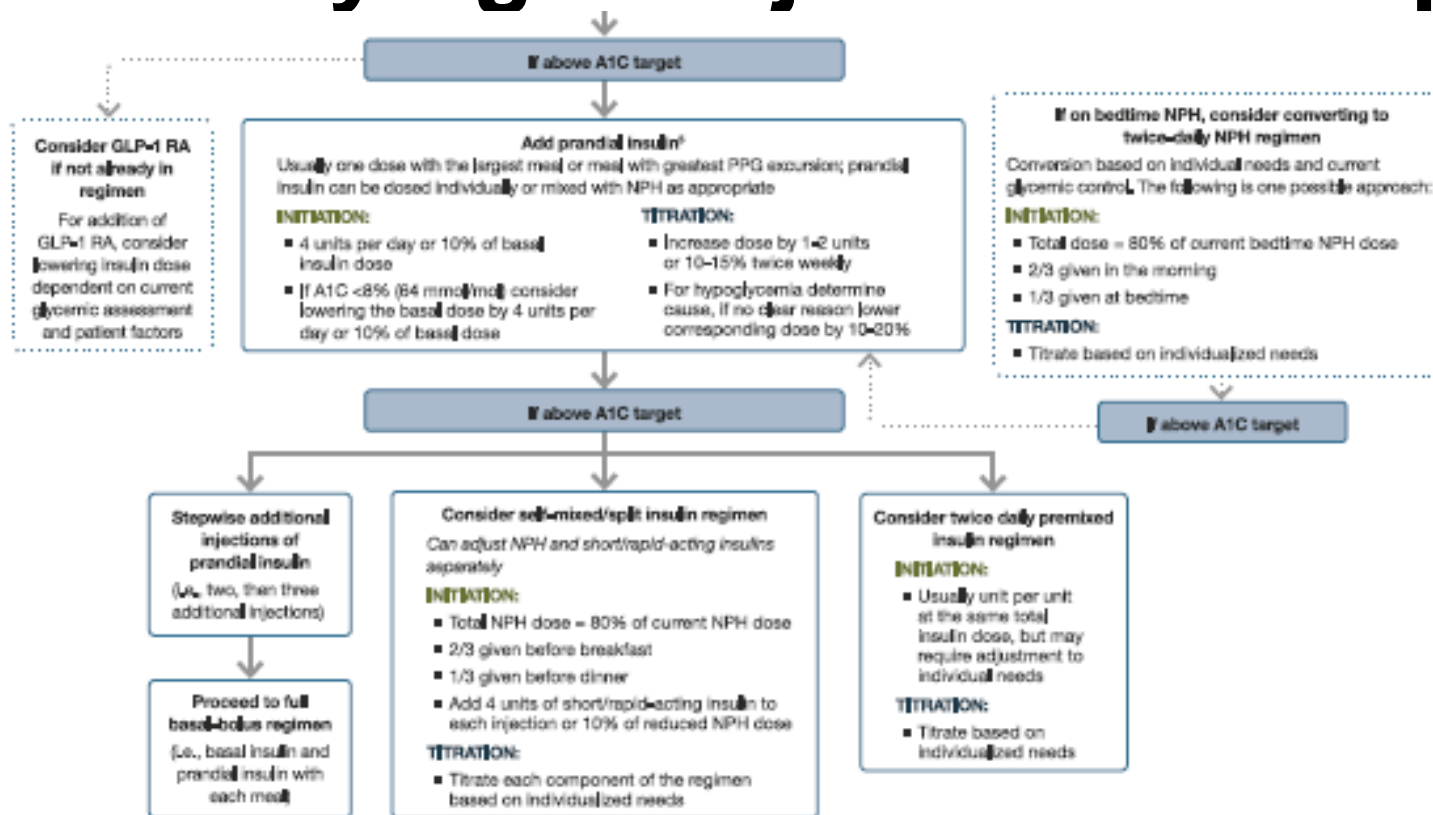 If above A1C target
Consider GLP-1 RA
if not already in
regimen
For addition of
GLP-1 RA, consider
lowering insulin dose
dependent on current
glycemic assessment
and patient factors
Add prandial insulin
Usually one dose with the largest meal or meal with greatest PPG excursion; prandial
insulin can be dosed individually or mixed with NPH as appropriate
INITIATION:
▪ 4 units per day or 10% of basal
insulin dose
▪ If A1C <8% (64 mmol/mol) consider
lowering the basal dose by 4 units per
day or 10% of basal dose
TITRATION:
▪ Increase dose by 1–2 units
or 10–15% twice weekly
▪ For hypoglycemia determine
cause, if no clear reason lower
corresponding dose by 10–20%
If on bedtime NPH, consider converting to
twice-daily NPH regimen
Conversion based on individual needs and current
glycemic control. The following is one possible approach:
INITIATION:
▪ Total dose = 80% of current bedtime NPH dose
▪ 2/3 given in the morning
▪ 1/3 given at bedtime
TITRATION:
▪ Titrate based on individualized needs
If above A1C target
If above A1C target
Stepwise additional
injections of
prandial insulin
(i.e., two, then three
additional injections)
Proceed to full
basal-bolus regimen
(i.e., basal insulin and
prandial insulin with
each meal)
Consider self-mixed/split insulin regimen
Can adjust NPH and short/rapid-acting insulins
separately
INITIATION:
▪ Total NPH dose = 80% of current NPH dose
▪ 2/3 given before breakfast
▪ 1/3 given before dinner
▪ Add 4 units of short/rapid-acting insulin to
each injection or 10% of reduced NPH dose
TITRATION:
▪ Titrate each component of the regimen
based on individualized needs
Consider twice daily premixed
insulin regimen
INITIATION:
▪ Usually unit per unit
at the same total
insulin dose, but may
require adjustment to
individual needs
TITRATION:
▪ Titrate based on
individualized needs